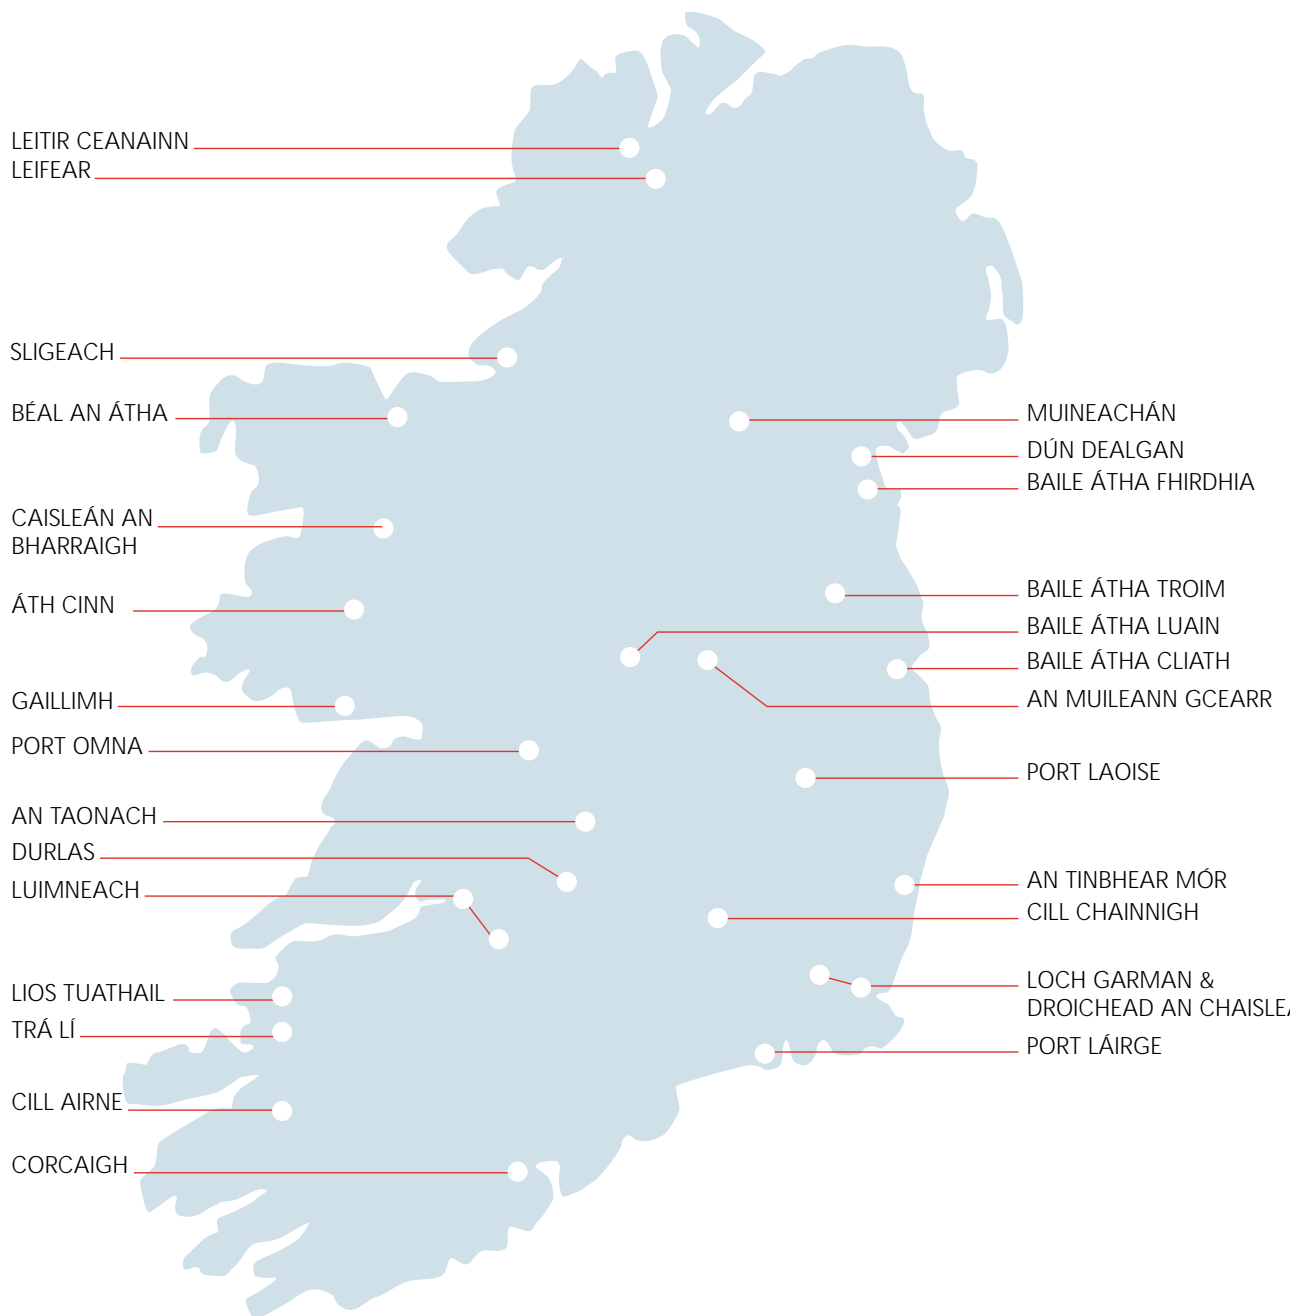 LEITIR CEANAINN
LEIFEAR
SLIGEACH
BÉAL AN ÁTHA
CAISLEÁN AN
BHARRAIGH
ÁTH CINN
GAILLIMH
PORT OMNA
AN TAONACH
DURLAS
LUIMNEACH
LIOS TUATHAIL
TRÁ LÍ
CILL AIRNE
CORCAIGH
MUINEACHÁN
DÚN DEALGAN
BAILE ÁTHA FHIRDHIA
BAILE ÁTHA TROIM
BAILE ÁTHA LUAIN
BAILE ÁTHA CLIATH
AN MUILEANN GCEARR
PORT LAOISE
AN TINBHEAR MÓR
CILL CHAINNIGH
LOCH GARMAN &
DROICHEAD AN
PORT LÁIRGE